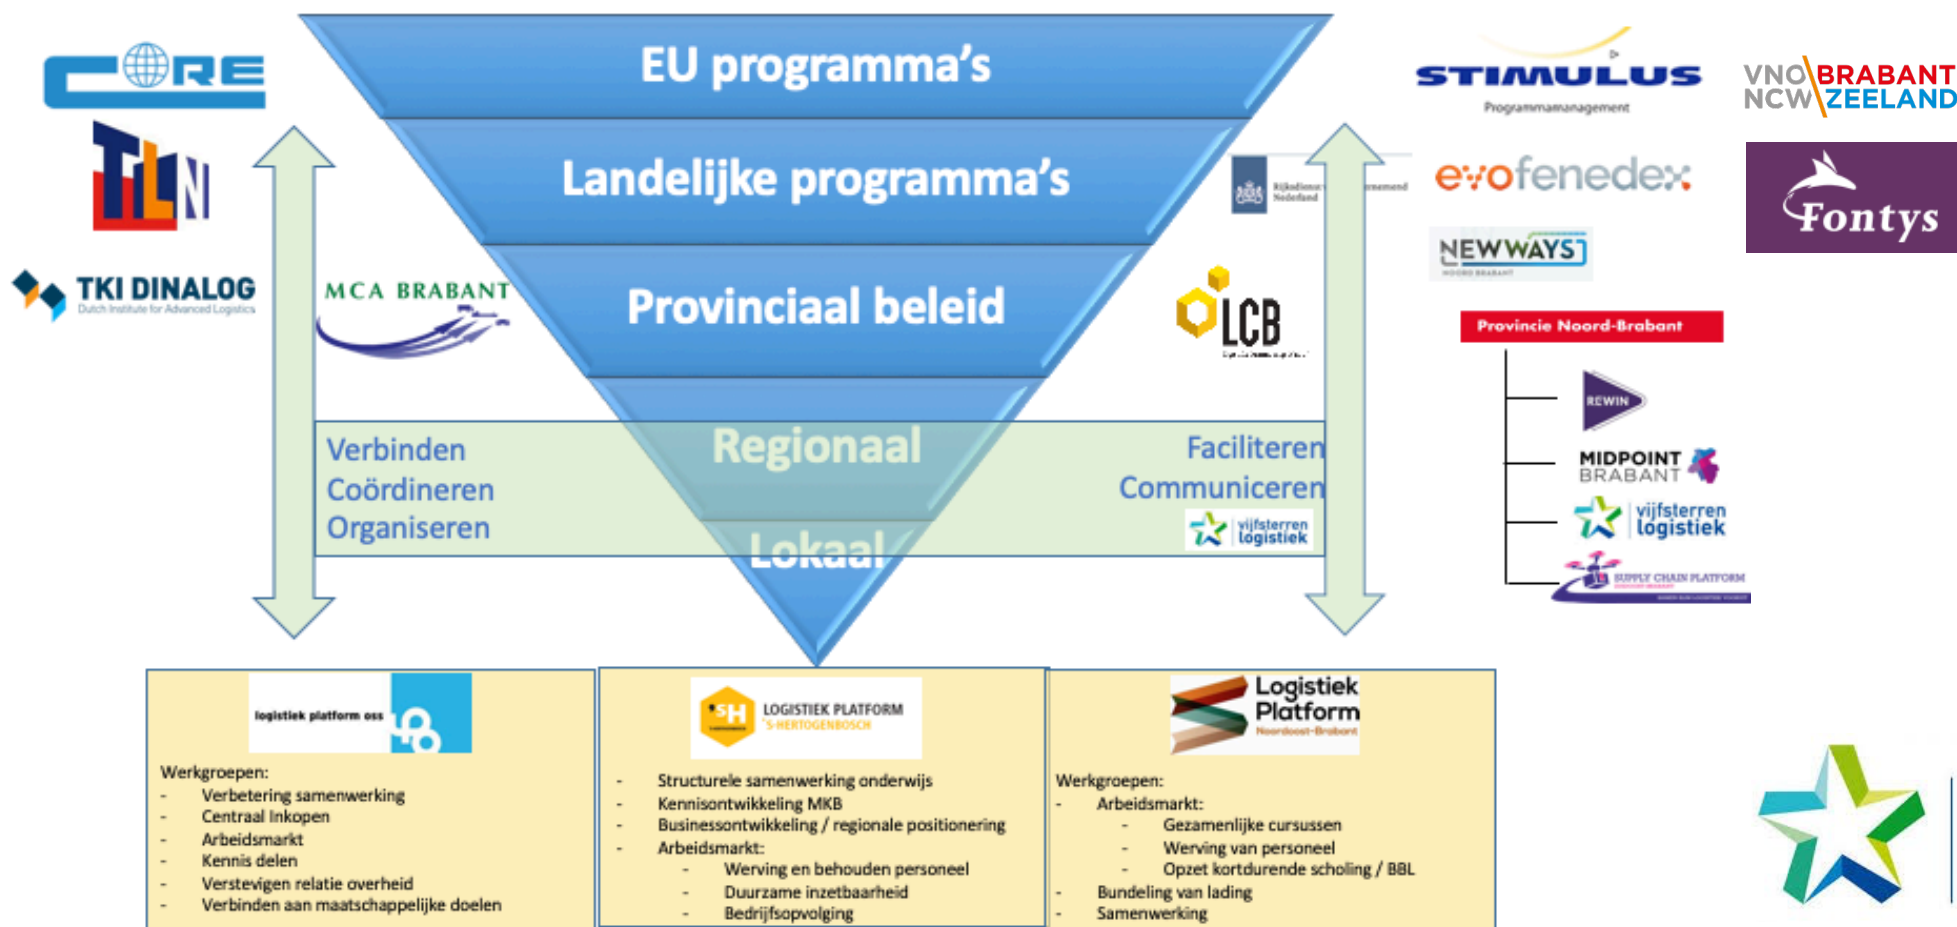 CORE
TLN
TKI DINALOG
Dutch Institute for Advanced Logistics
MCA BRABANT
EU programma's
Landelijke programma's
Provinciaal beleid
Regionaal
Lokaal
Verbinden
Coördineren
Organiseren
Faciliteren
Communiceren
vijfsterren
logistiek
Nederland
LCB
STIMULUS
Programmamanagement
VNO BRABANT
NCW ZEELAND
evofenedex
Fontys
NEWWAYS
NOORD BRABANT
Provincie Noord-Brabant
REWIN
MIDPOINT
BRABANT
vijfsterren
logistiek
SUPPLY CHAIN PLATFORM
logistiek platform oss
Werkgroepen:
- Verbetering samenwerking
- Centraal Inkopen
- Arbeidsmarkt
- Kennis delen
- Verstevigen relatie overheid
- Verbinden aan maatschappelijke doelen
'SH
LOGISTIEK PLATFORM
'S-HERTOGENBOSCH
- Structurele samenwerking onderwijs
- Kennisontwikkeling MKB
- Businessontwikkeling / regionale positionering
- Arbeidsmarkt:
- Werving en behouden personeel
- Duurzame inzetbaarheid
- Bedrijfsopvolging
Logistiek
Platform
Noordoost-Brabant
Werkgroepen:
- Arbeidsmarkt:
- Gezamenlijke cursussen
- Werving van personeel
- Opzet kortdurende scholing / BBL
- Bundeling van lading
- Samenwerking